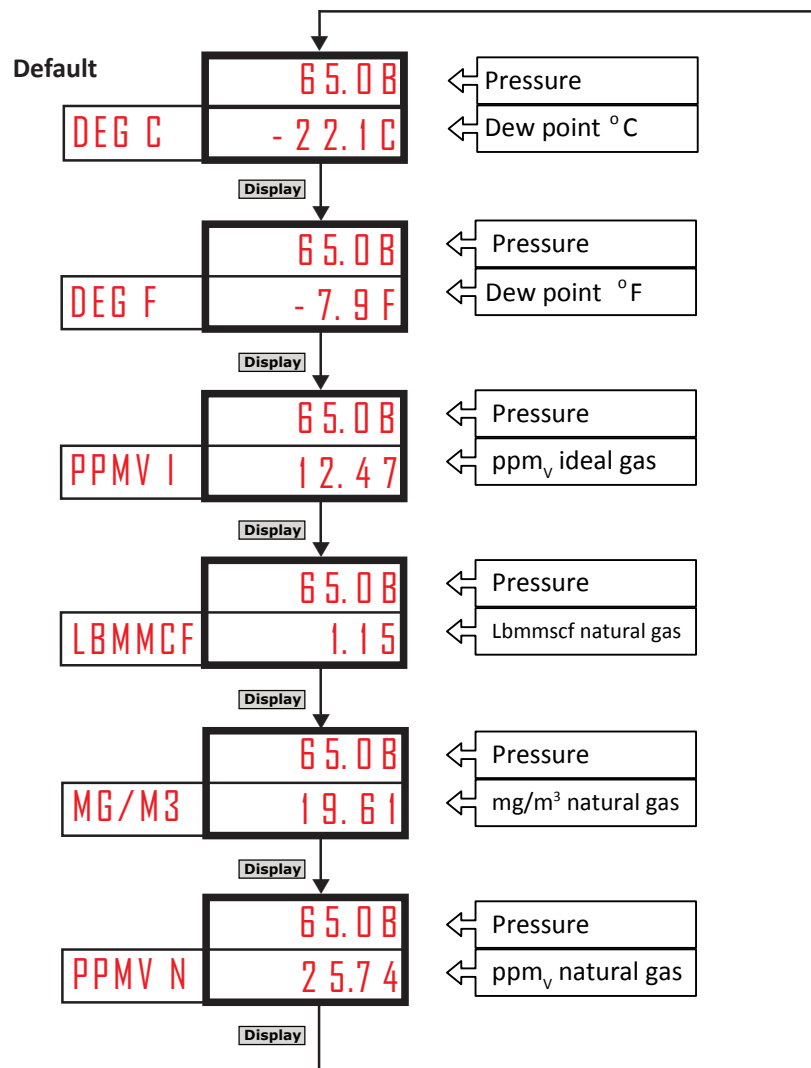 Default
65.0B
Pressure
DEG C
-22.1C
Dew point °C
Display
65.0B
Pressure
DEG F
-7.9F
Dew point °F
Display
65.0B
Pressure
PPMV I
12.47
ppmv ideal gas
Display
65.0B
Pressure
LBMMCF
1.15
Lbmmscf natural gas
Display
65.0B
Pressure
MG/M3
19.61
mg/m³ natural gas
Display
65.0B
Pressure
PPMV N
25.74
ppmv natural gas
Display